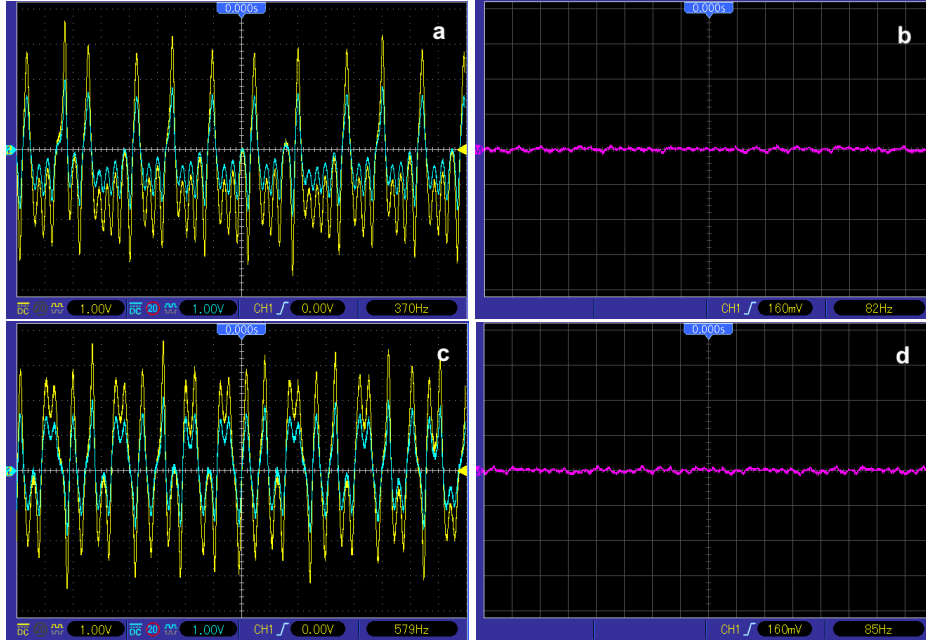 0.000s
a
DC 1.00V DC 20 1.00V CH1 0.00V 370Hz
0.000s
b
CH1 160mV 82Hz
0.000s
c
DC 1.00V DC 20 1.00V CH1 0.00V 579Hz
0.000s
d
CH1 160mV 85Hz